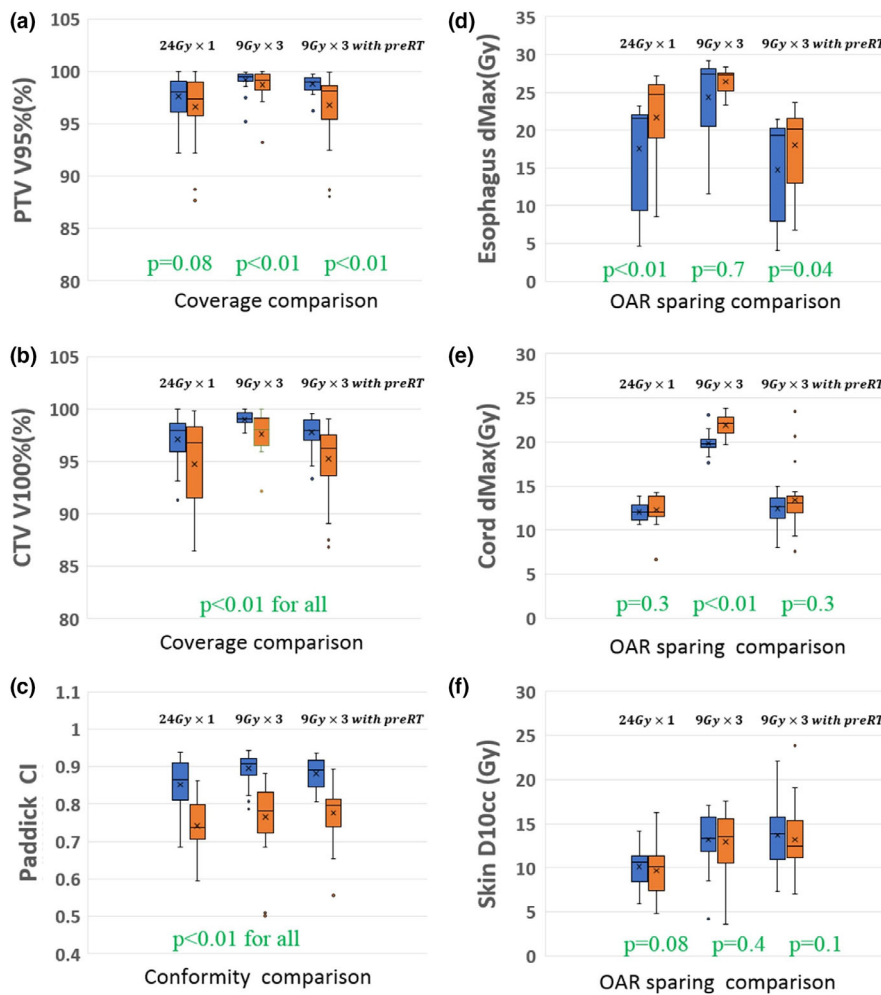 (a)
105
100
95
90
85
80
PTV V95%(%)
24Gy × 1
9Gy × 3
9Gy × 3 with preRT
p=0.08
p<0.01
p<0.01
Coverage comparison
(b)
105
100
95
90
85
80
CTV V100%(%)
24Gy × 1
9Gy × 3
9Gy × 3 with preRT
p<0.01 for all
Coverage comparison
(c)
1.1
1
0.9
0.8
0.7
0.6
0.5
0.4
Paddick CI
24Gy × 1
9Gy × 3
9Gy × 3 with preRT
p<0.01 for all
Conformity comparison
(d)
30
25
20
15
10
5
0
Esophagus dMax(Gy)
24Gy × 1
9Gy × 3
9Gy × 3 with preRT
p<0.01
p=0.7
p=0.04
OAR sparing comparison
(e)
30
25
20
15
10
5
0
Cord dMax(Gy)
24Gy × 1
9Gy × 3
9Gy × 3 with preRT
p=0.3
p<0.01
p=0.3
OAR sparing comparison
(f)
30
25
20
15
10
5
0
Skin D10cc (Gy)
24Gy × 1
9Gy × 3
9Gy × 3 with preRT
p=0.08
p=0.4
p=0.1
OAR sparing comparison